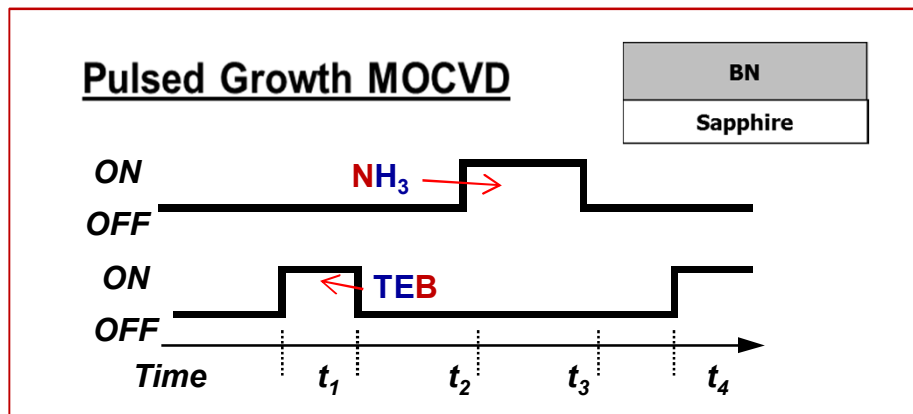 Pulsed Growth MOCVD
BN
Sapphire
ON
NH₃
OFF
ON
TEB
OFF
Time t₁ t₂ t₃ t₄